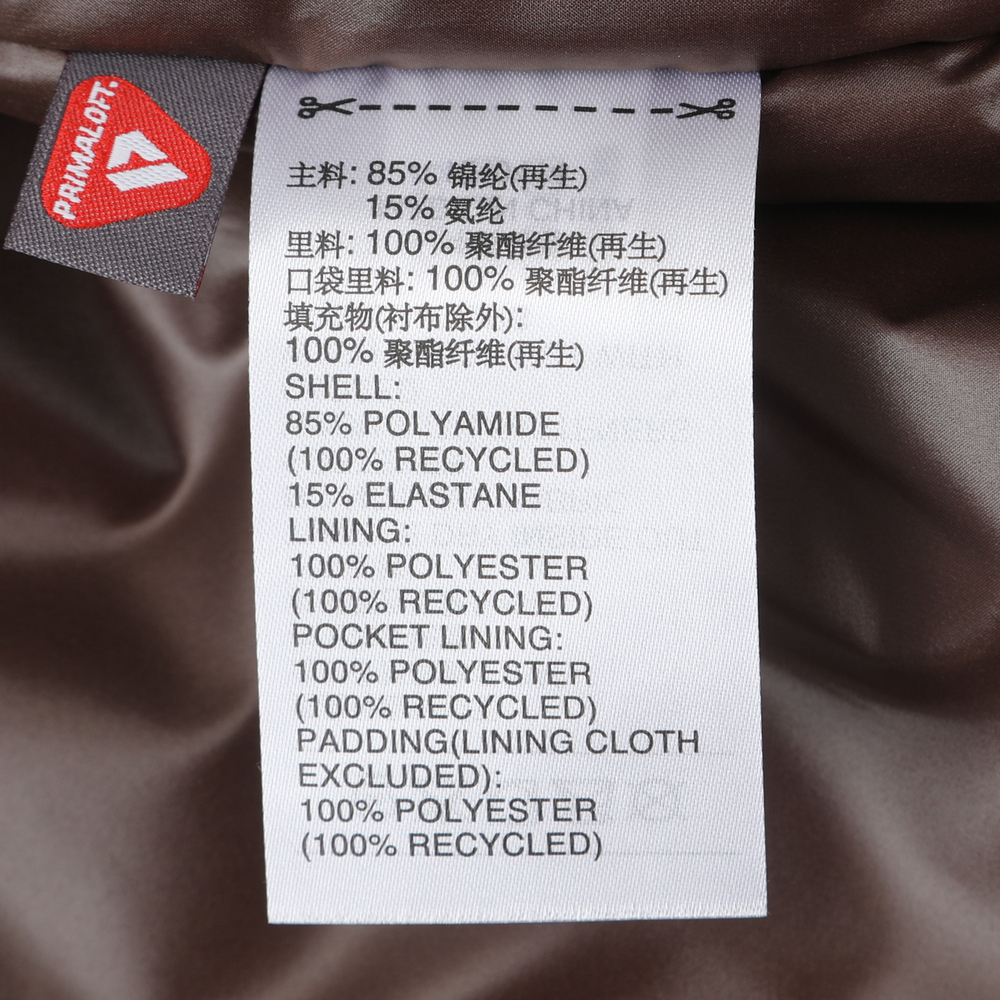 PRIMALOFT®
主料: 85% 锦纶(再生)
15% 氨纶
里料: 100% 聚酯纤维(再生)
口袋里料: 100% 聚酯纤维(再生)
填充物(衬布除外):
100% 聚酯纤维(再生)
SHELL:
85% POLYAMIDE
(100% RECYCLED)
15% ELASTANE
LINING:
100% POLYESTER
(100% RECYCLED)
POCKET LINING:
100% POLYESTER
(100% RECYCLED)
PADDING(LINING CLOTH
EXCLUDED):
100% POLYESTER
(100% RECYCLED)